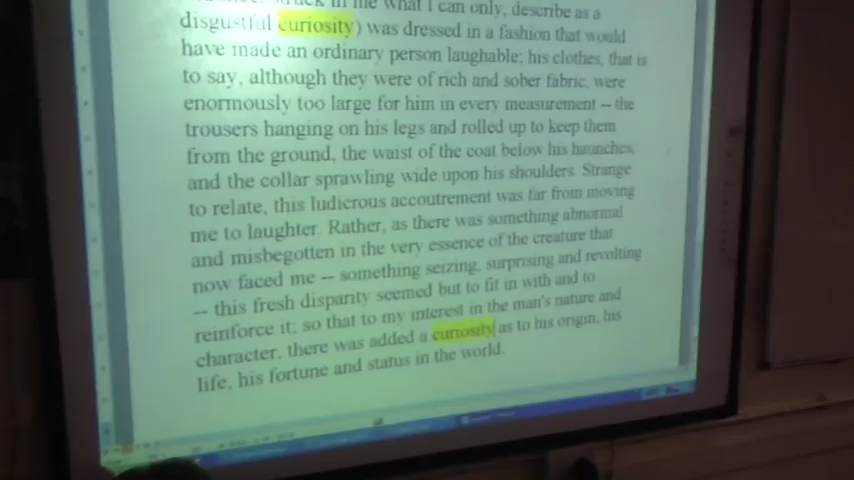 in me what I can only, describe as a
disgustful curiosity) was dressed in a fashion that would
have made an ordinary person laughable; his clothes, that is
to say, although they were of rich and sober fabric, were
enormously too large for him in every measurement -- the
trousers hanging on his legs and rolled up to keep them
from the ground, the waist of the coat below his haunches,
and the collar sprawling wide upon his shoulders. Strange
to relate, this ludicrous accoutrement was far from moving
me to laughter. Rather, as there was something abnormal
and misbegotten in the very essence of the creature that
now faced me -- something seizing, surprising and revolting
-- this fresh disparity seemed but to fit in with and to
reinforce it; so that to my interest in the man's nature and
character, there was added a curiosity as to his origin, his
life, his fortune and status in the world.